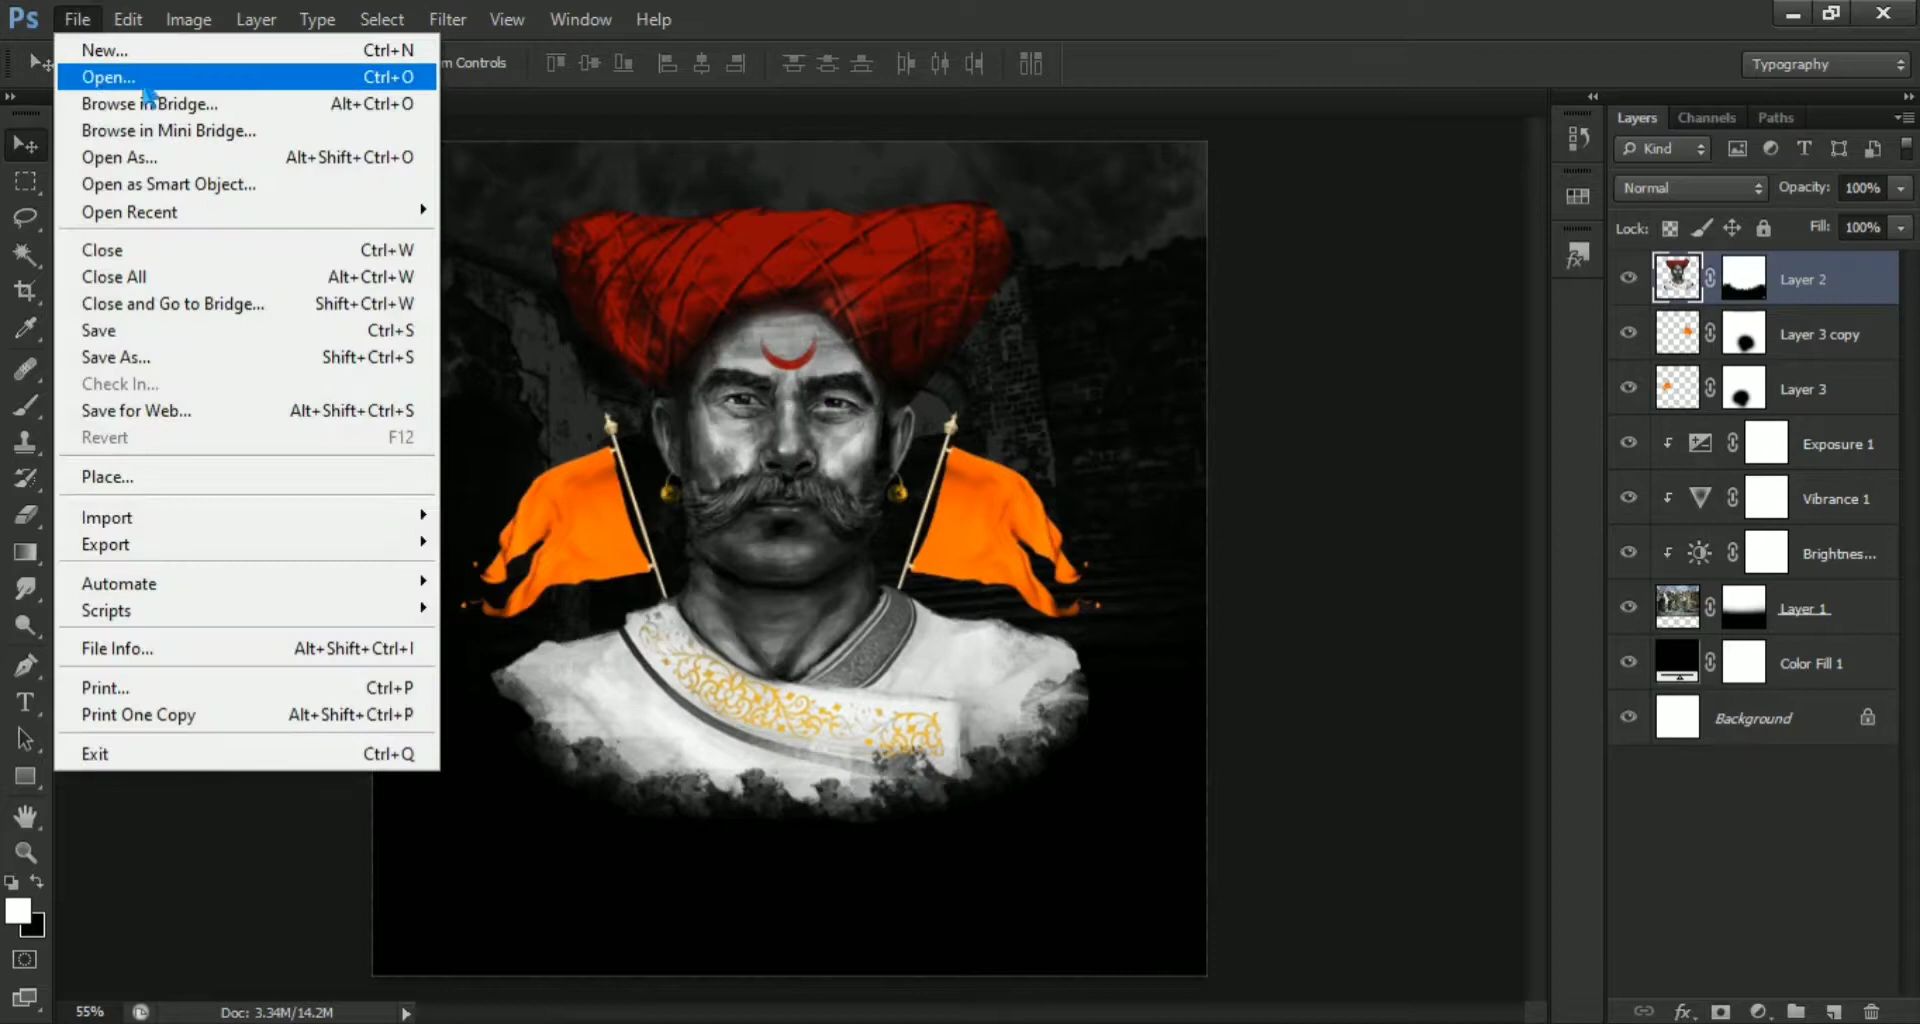 Ps File Edit Image Layer Type Select Filter View Window Help
New... Ctrl+N
Open... Ctrl+O
Browse in Bridge... Alt+Ctrl+O
Browse in Mini Bridge...
Open As... Alt+Shift+Ctrl+O
Open as Smart Object...
Open Recent
Close Ctrl+W
Close All Alt+Ctrl+W
Close and Go to Bridge... Shift+Ctrl+W
Save Ctrl+S
Save As... Shift+Ctrl+S
Check In...
Save for Web... Alt+Shift+Ctrl+S
Revert F12
Place...
Import
Export
Automate
Scripts
File Info... Alt+Shift+Ctrl+I
Print... Ctrl+P
Print One Copy Alt+Shift+Ctrl+P
Exit Ctrl+Q
m Controls
Typography
Layers Channels Paths
Kind
Normal Opacity: 100%
Lock: Fill: 100%
Layer 2
Layer 3 copy
Layer 3
Exposure 1
Vibrance 1
Brightnes...
Layer 1
Color Fill 1
Background
55% Doc: 3.34M/14.2M